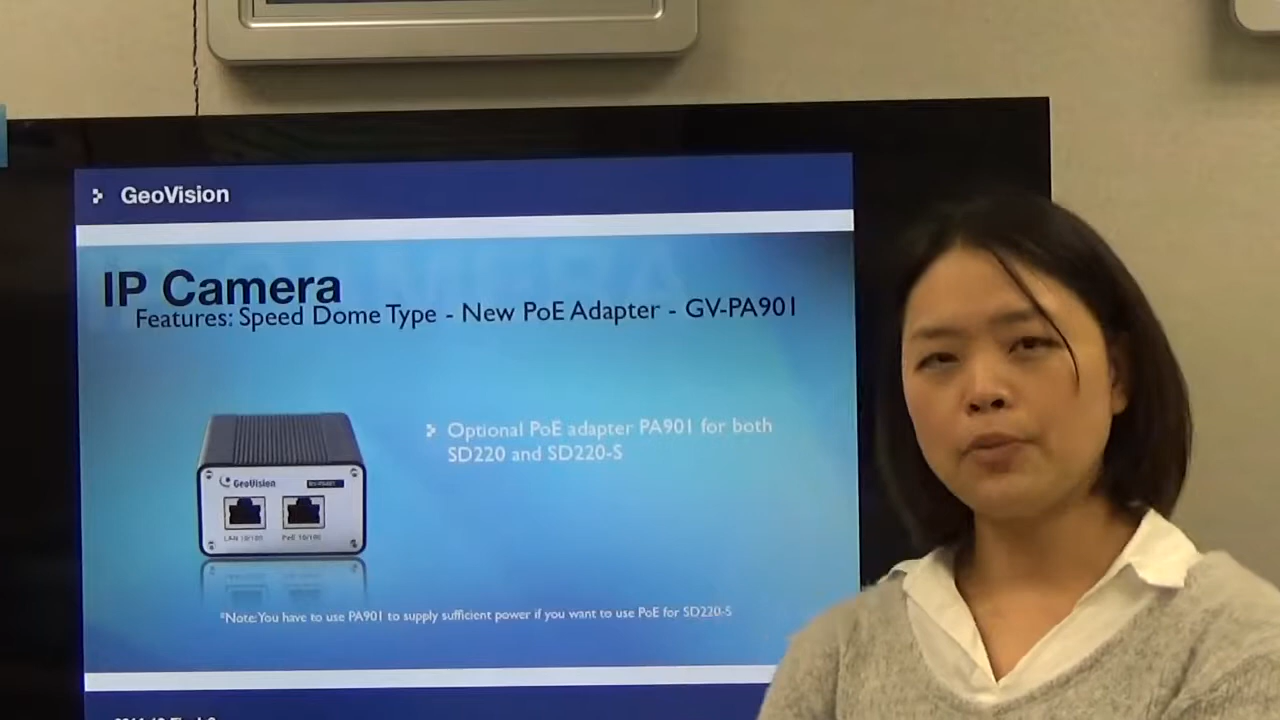 GeoVision
IP Camera
Features: Speed Dome Type - New PoE Adapter - GV-PA901
Optional PoE adapter PA901 for both
SD220 and SD220-S
GeoVision
LAN 10/100 PoE 10/100
*Note: You have to use PA901 to supply sufficient power if you want to use PoE for SD220-S